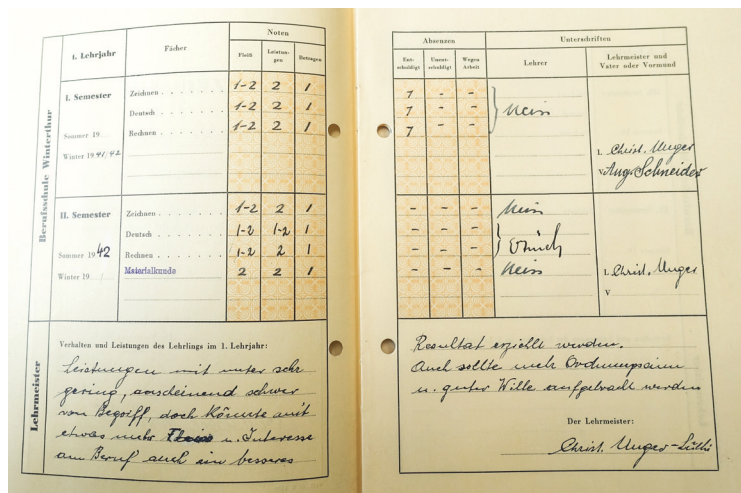 Noten
I. Lehrjahr Fächer Fleiß Leistungen Betragen
Berufsschule Winterthur
I. Semester Zeichnen 1-2 2 1
Deutsch 1-2 2 1
Sommer 19 Rechnen 1-2 2 1
Winter 1941/42
II. Semester Zeichnen 1-2 2 1
Deutsch 1-2 1-2 1
Sommer 1942 Rechnen 1-2 2 1
Winter 19 Materialkunde 2 2 1
Lehrmeister
Verhalten und Leistungen des Lehrlings im 1. Lehrjahr:
Leistungen mit unter sehr
gering, anscheinend schwer
von Begriff, doch könnte mit
etwas mehr Fleiss u. Interesse
am Beruf auch ein besseres
Absenzen Unterschriften
Entschuldigt Unentschuldigt Wegen Arbeit Lehrer Lehrmeister und
Vater oder Vormund
7 - -
7 - -
7 - -
L Christ. Unger
V Aug. Schneider
- - -
- - -
- - -
- - - L Christ. Unger
V
Resultat erziehlt werden.
Auch sollte mehr Ordnungssinn
u. guter Wille aufgebracht werden
Der Lehrmeister:
Christ. Unger-Lüthi